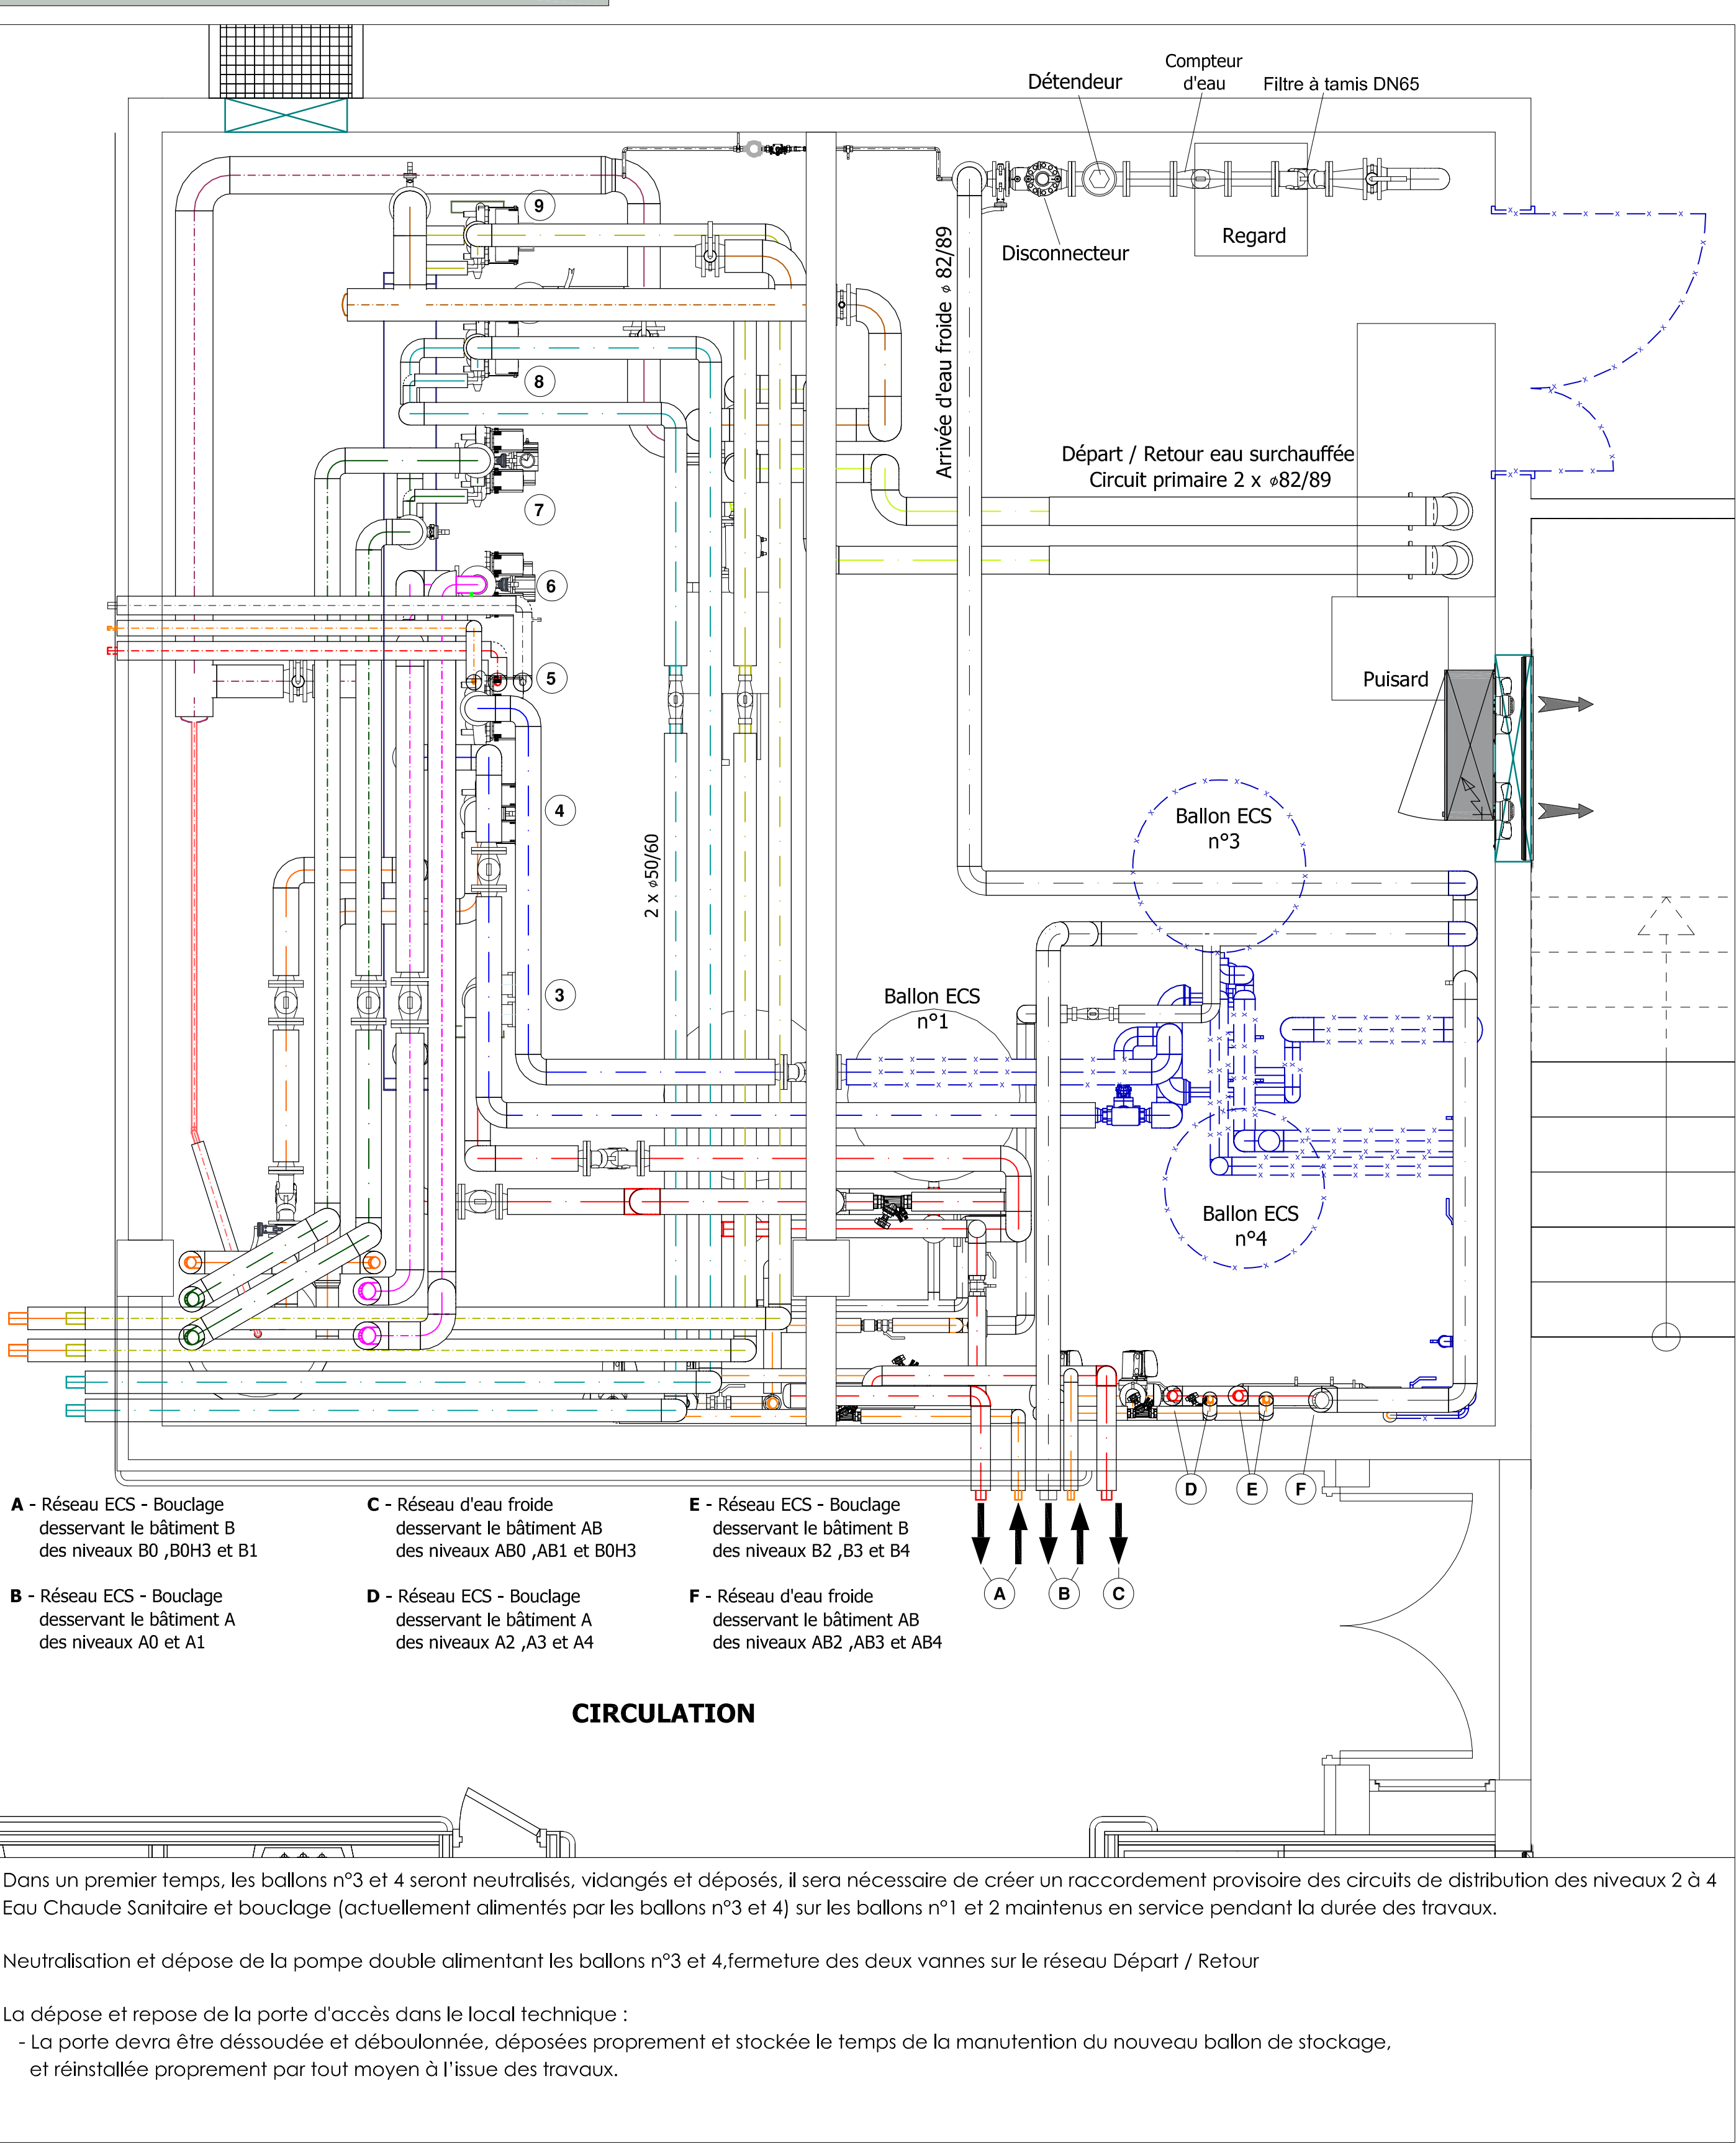 Détendeur
Compteur
d'eau
Filtre à tamis DN65
Disconnecteur
Regard
Arrivée d'eau froide ⌀ 82/89
9
8
7
6
5
4
3
Départ / Retour eau surchauffée
Circuit primaire 2 x ⌀82/89
Puisard
2 x ⌀50/60
Ballon ECS
n°3
Ballon ECS
n°1
Ballon ECS
n°4
D
E
F
A
B
C
A - Réseau ECS - Bouclage
desservant le bâtiment B
des niveaux B0 ,B0H3 et B1
B - Réseau ECS - Bouclage
desservant le bâtiment A
des niveaux A0 et A1
C - Réseau d'eau froide
desservant le bâtiment AB
des niveaux AB0 ,AB1 et B0H3
D - Réseau ECS - Bouclage
desservant le bâtiment A
des niveaux A2 ,A3 et A4
E - Réseau ECS - Bouclage
desservant le bâtiment B
des niveaux B2 ,B3 et B4
F - Réseau d'eau froide
desservant le bâtiment AB
des niveaux AB2 ,AB3 et AB4
CIRCULATION
Dans un premier temps, les ballons n°3 et 4 seront neutralisés, vidangés et déposés, il sera nécessaire de créer un raccordement provisoire des circuits de distribution des niveaux 2 à 4
Eau Chaude Sanitaire et bouclage (actuellement alimentés par les ballons n°3 et 4) sur les ballons n°1 et 2 maintenus en service pendant la durée des travaux.
Neutralisation et dépose de la pompe double alimentant les ballons n°3 et 4,fermeture des deux vannes sur le réseau Départ / Retour
La dépose et repose de la porte d'accès dans le local technique :
- La porte devra être déssoudée et déboulonnée, déposées proprement et stockée le temps de la manutention du nouveau ballon de stockage,
et réinstallée proprement par tout moyen à l'issue des travaux.